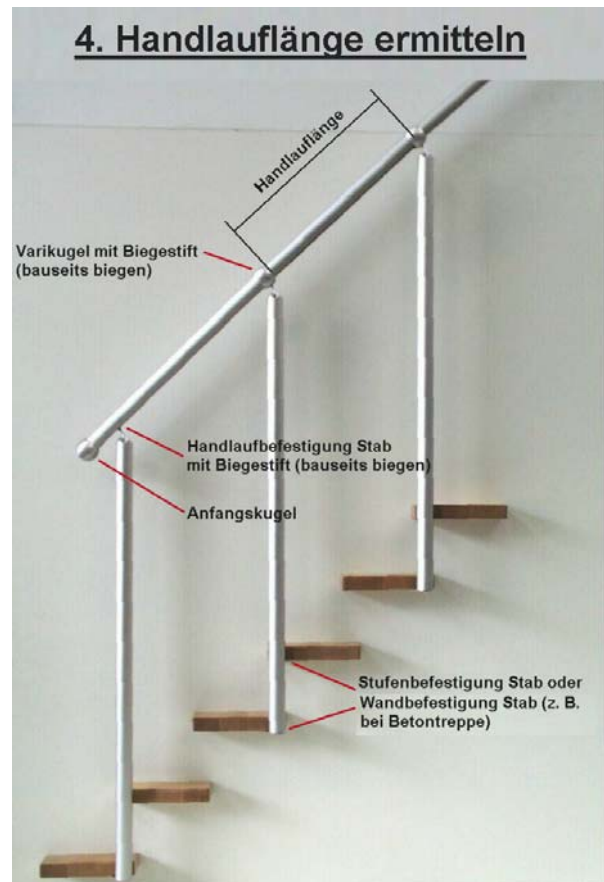 4. Handlauflänge ermitteln
Handlauflänge
Varikugel mit Biegestift
(bauseits biegen)
Handlaufbefestigung Stab
mit Biegestift (bauseits biegen)
Anfangskugel
Stufenbefestigung Stab oder
Wandbefestigung Stab (z. B.
bei Betontreppe)